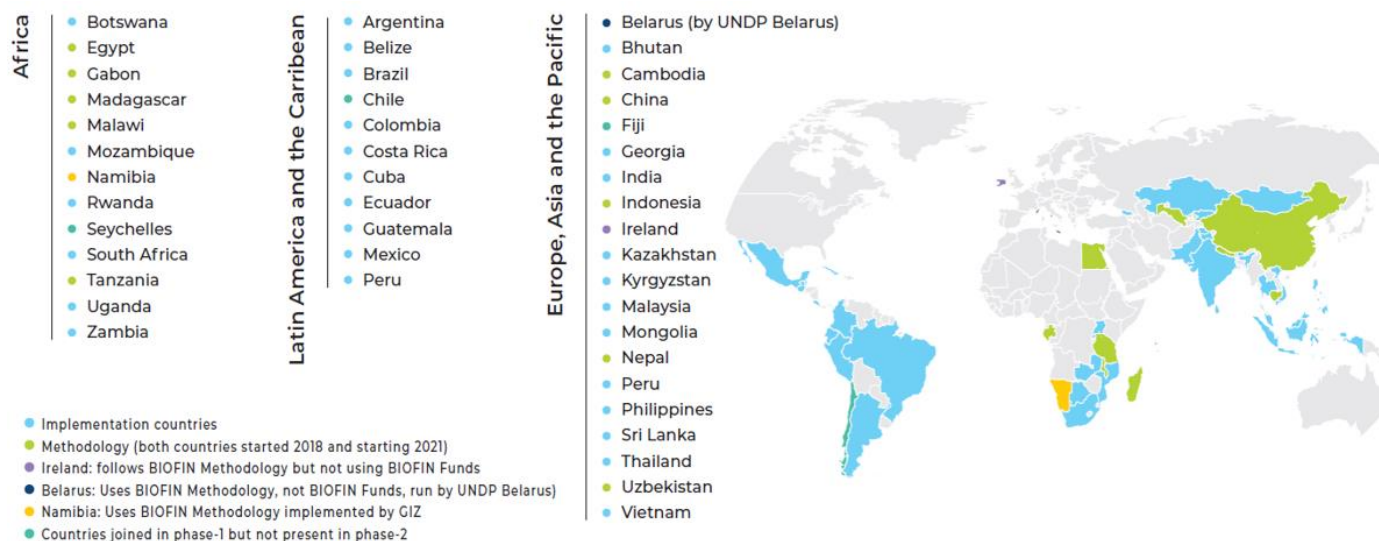 Africa
Botswana
Egypt
Gabon
Madagascar
Malawi
Mozambique
Namibia
Rwanda
Seychelles
South Africa
Tanzania
Uganda
Zambia
Latin America and the Carribean
Argentina
Belize
Brazil
Chile
Colombia
Costa Rica
Cuba
Ecuador
Guatemala
Mexico
Peru
Europe, Asia and the Pacific
Belarus (by UNDP Belarus)
Bhutan
Cambodia
China
Fiji
Georgia
India
Indonesia
Ireland
Kazakhstan
Kyrgyzstan
Malaysia
Mongolia
Nepal
Peru
Philippines
Sri Lanka
Thailand
Uzbekistan
Vietnam
Implementation countries
Methodology (both countries started 2018 and starting 2021)
Ireland: follows BIOFIN Methodology but not using BIOFIN Funds
Belarus: Uses BIOFIN Methodology, not BIOFIN Funds, run by UNDP Belarus)
Namibia: Uses BIOFIN Methodology implemented by GIZ
Countries joined in phase-1 but not present in phase-2